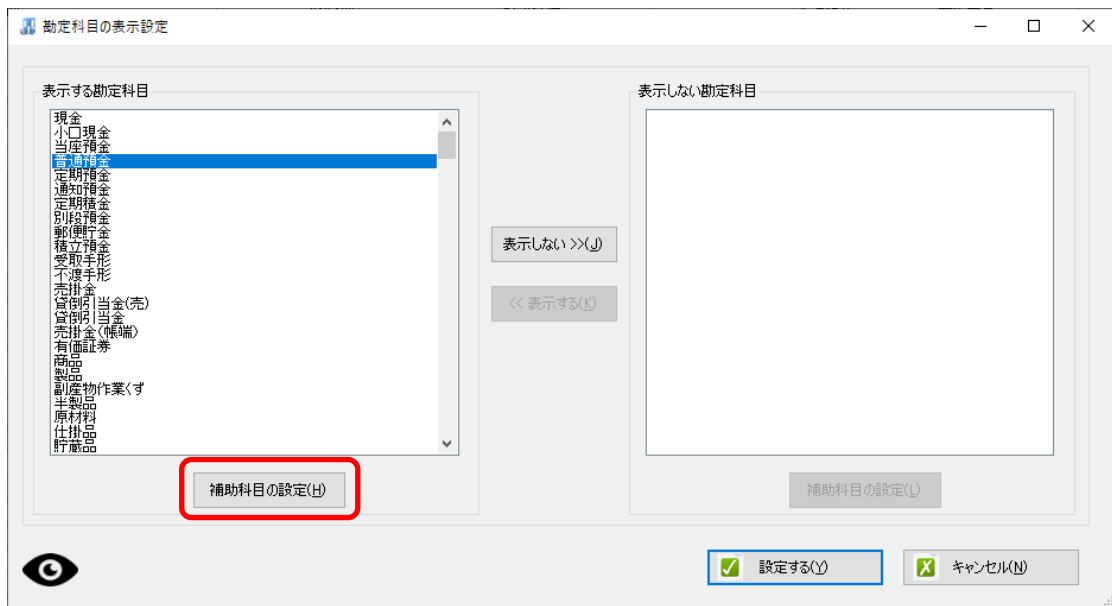 勘定科目の表示設定
表示する勘定科目
現金
小口現金
当座預金
普通預金
定期預金
通知預金
定期積金
別段預金
郵便貯金
積立預金
受取手形
不渡手形
売掛金
貸倒引当金(売)
貸倒引当金
売掛金(帳端)
有価証券
商品
製品
副産物作業くず
半製品
原材料
仕掛品
貯蔵品
補助科目の設定(H)
表示しない >>(J)
<< 表示する(K)
表示しない勘定科目
補助科目の設定(L)
設定する(Y)
キャンセル(N)